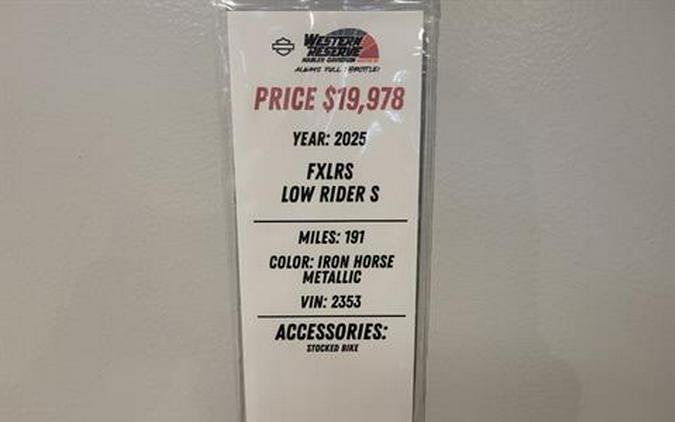 WESTERN
RESERVE
HARLEY-DAVIDSON
ALWAYS FULL THROTTLE!
PRICE $19,978
YEAR: 2025
FXLRS
LOW RIDER S
MILES: 191
COLOR: IRON HORSE
METALLIC
VIN: 2353
ACCESSORIES:
STOCKED BIKE